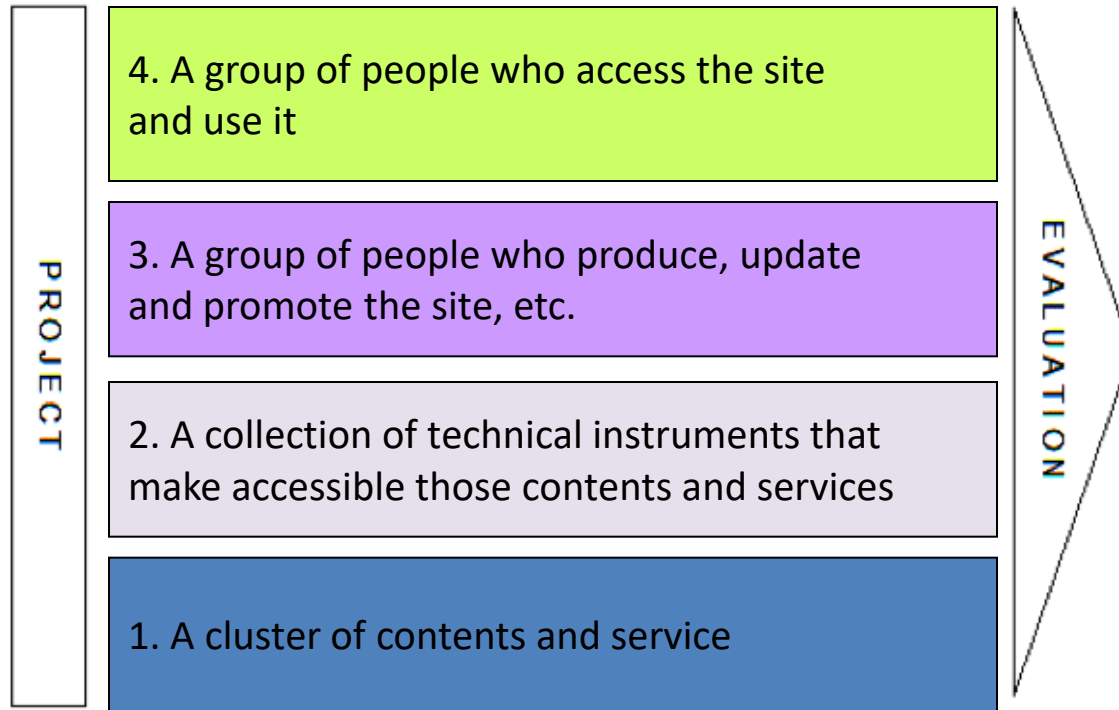 PROJECT
4. A group of people who access the site
and use it
3. A group of people who produce, update
and promote the site, etc.
2. A collection of technical instruments that
make accessible those contents and services
1. A cluster of contents and service
EVALUATION